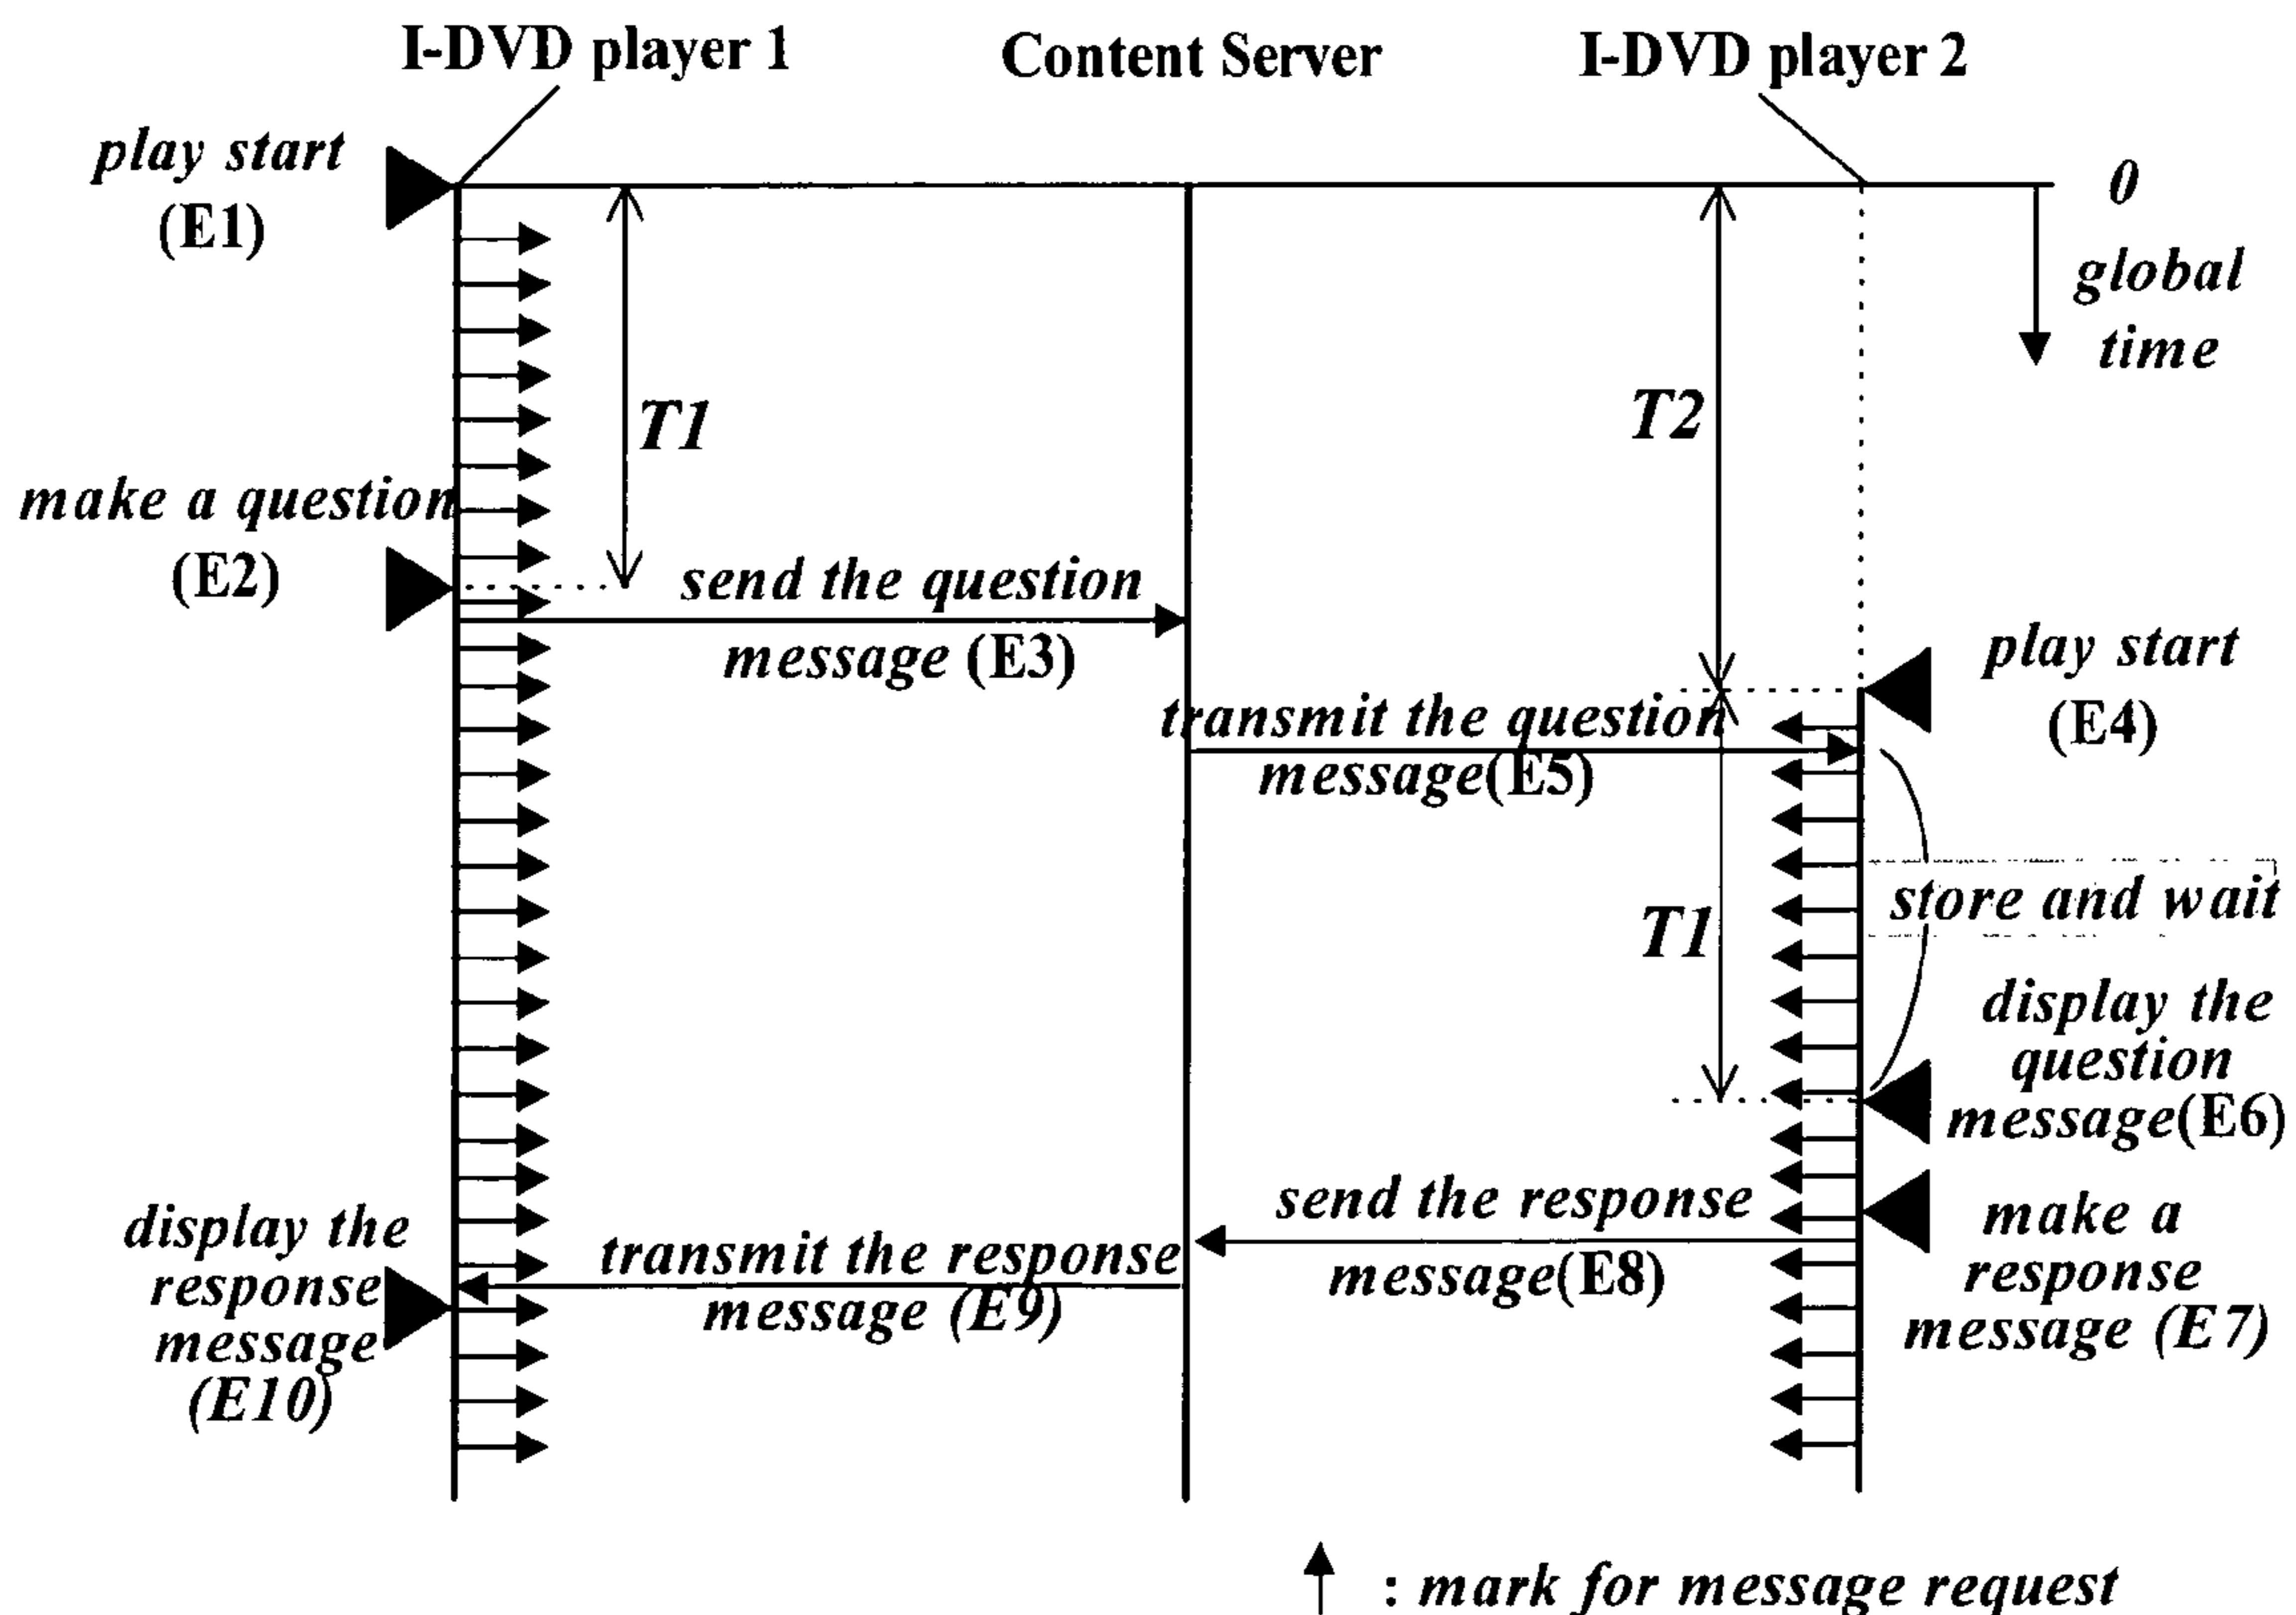 I-DVD player 1
Content Server
I-DVD player 2
play start
(E1)
0
global
time
T1
T2
make a question
(E2)
send the question
message (E3)
play start
(E4)
transmit the question
message(E5)
T1
store and wait
display the
question
message(E6)
send the response
message(E8)
make a
response
message (E7)
display the
response
message
(E10)
transmit the response
message (E9)
: mark for message request